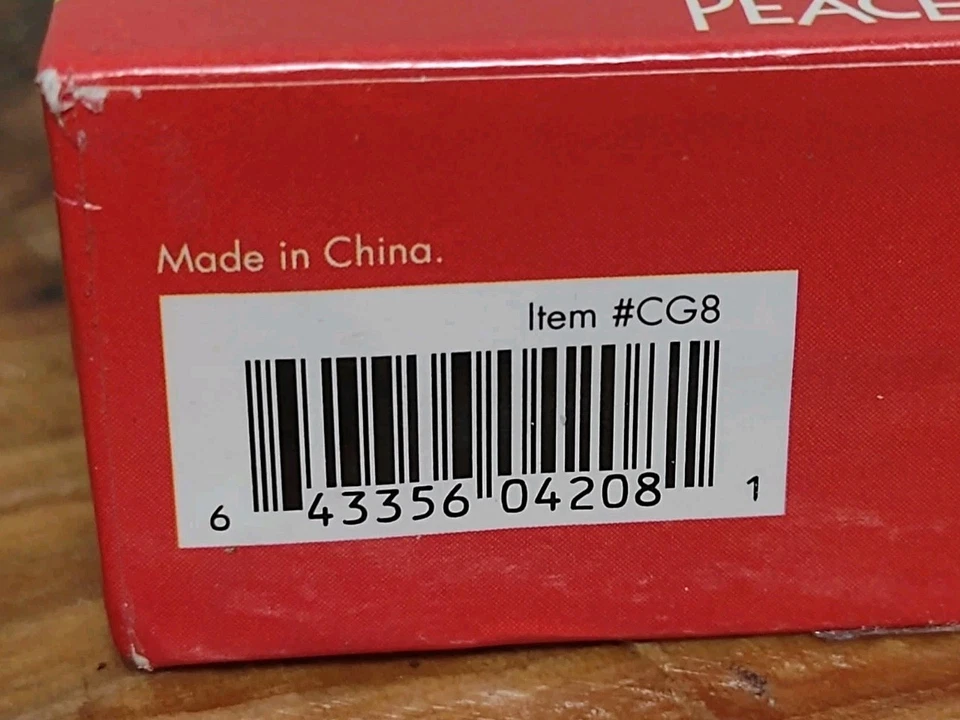 PEACE
Made in China.
Item #CG8
6 43356 04208 1